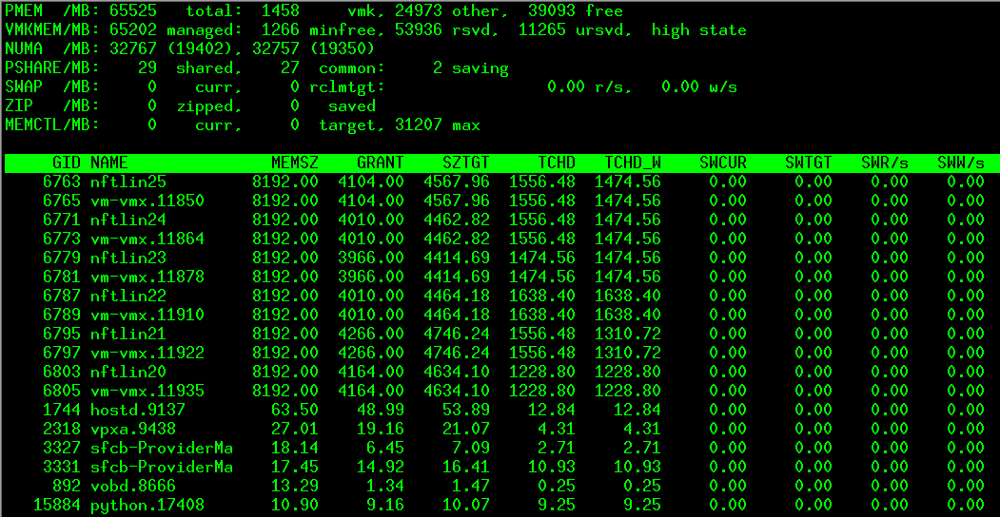 PMEM /MB: 65525 total: 1458 vmk, 24973 other, 39093 free
VMKMEM/MB: 65202 managed: 1266 minfree, 53936 rsvd, 11265 ursvd, high state
NUMA /MB: 32767 (19402), 32757 (19350)
PSHARE/MB: 29 shared, 27 common: 2 saving
SWAP /MB: 0 curr, 0 rclmtgt: 0.00 r/s, 0.00 w/s
ZIP /MB: 0 zipped, 0 saved
MEMCTL/MB: 0 curr, 0 target, 31207 max
GID NAME MEMSZ GRANT SZTGT TCHD TCHD_W SWCUR SWTGT SWR/s SWW/s
6763 nftlin25 8192.00 4104.00 4567.96 1556.48 1474.56 0.00 0.00 0.00 0.00
6765 vm-vmx.11850 8192.00 4104.00 4567.96 1556.48 1474.56 0.00 0.00 0.00 0.00
6771 nftlin24 8192.00 4010.00 4462.82 1556.48 1474.56 0.00 0.00 0.00 0.00
6773 vm-vmx.11864 8192.00 4010.00 4462.82 1556.48 1474.56 0.00 0.00 0.00 0.00
6779 nftlin23 8192.00 3966.00 4414.69 1474.56 1474.56 0.00 0.00 0.00 0.00
6781 vm-vmx.11878 8192.00 3966.00 4414.69 1474.56 1474.56 0.00 0.00 0.00 0.00
6787 nftlin22 8192.00 4010.00 4464.18 1638.40 1638.40 0.00 0.00 0.00 0.00
6789 vm-vmx.11910 8192.00 4010.00 4464.18 1638.40 1638.40 0.00 0.00 0.00 0.00
6795 nftlin21 8192.00 4266.00 4746.24 1556.48 1310.72 0.00 0.00 0.00 0.00
6797 vm-vmx.11922 8192.00 4266.00 4746.24 1556.48 1310.72 0.00 0.00 0.00 0.00
6803 nftlin20 8192.00 4164.00 4634.10 1228.80 1228.80 0.00 0.00 0.00 0.00
6805 vm-vmx.11935 8192.00 4164.00 4634.10 1228.80 1228.80 0.00 0.00 0.00 0.00
1744 hostd.9137 63.50 48.99 53.89 12.84 12.84 0.00 0.00 0.00 0.00
2318 vpxa.9438 27.01 19.16 21.07 4.31 4.31 0.00 0.00 0.00 0.00
3327 sfcb-ProviderMa 18.14 6.45 7.09 2.71 2.71 0.00 0.00 0.00 0.00
3331 sfcb-ProviderMa 17.45 14.92 16.41 10.93 10.93 0.00 0.00 0.00 0.00
892 vobd.8666 13.29 1.34 1.47 0.25 0.25 0.00 0.00 0.00 0.00
15884 python.17408 10.90 9.16 10.07 9.25 9.25 0.00 0.00 0.00 0.00